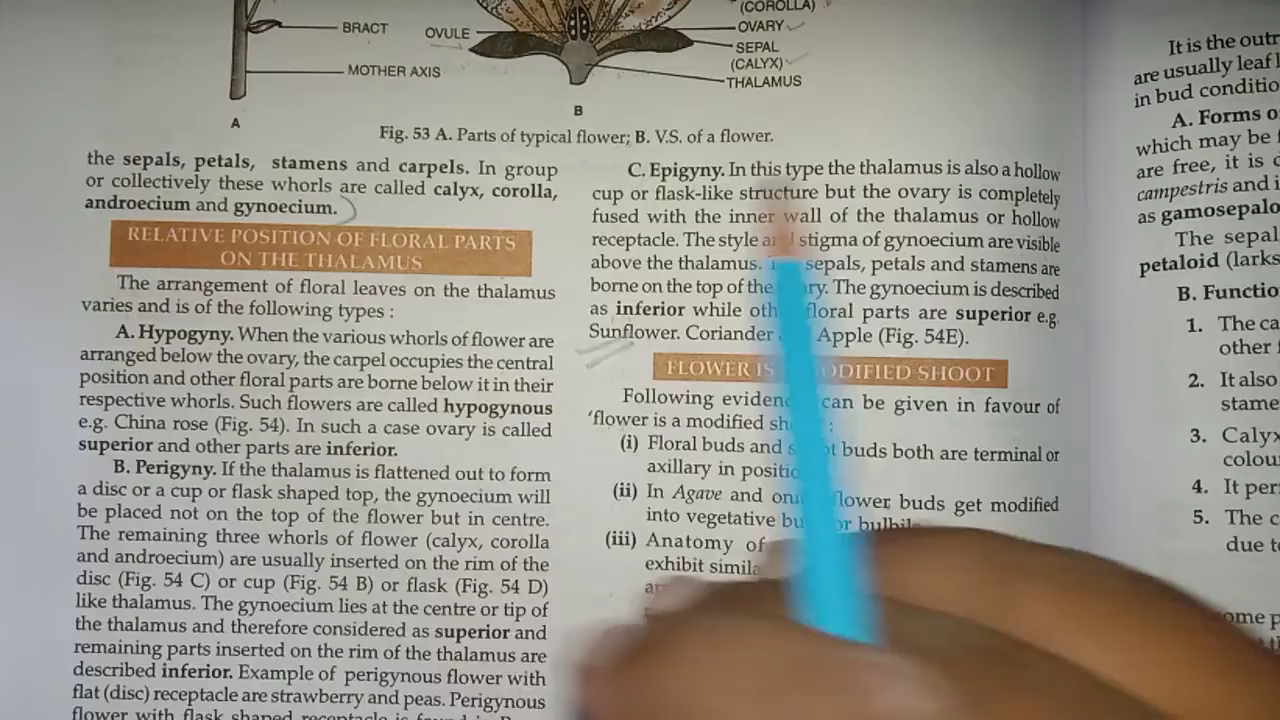 (COROLLA)
BRACT
OVULE
OVARY
SEPAL
(CALYX)
MOTHER AXIS
THALAMUS
B
A
Fig. 53 A. Parts of typical flower; B. V.S. of a flower.
the sepals, petals, stamens and carpels. In group
or collectively these whorls are called calyx, corolla,
androecium and gynoecium.
RELATIVE POSITION OF FLORAL PARTS
ON THE THALAMUS
The arrangement of floral leaves on the thalamus
varies and is of the following types :
A. Hypogyny. When the various whorls of flower are
arranged below the ovary, the carpel occupies the central
position and other floral parts are borne below it in their
respective whorls. Such flowers are called hypogynous
e.g. China rose (Fig. 54). In such a case ovary is called
superior and other parts are inferior.
B. Perigyny. If the thalamus is flattened out to form
a disc or a cup or flask shaped top, the gynoecium will
be placed not on the top of the flower but in centre.
The remaining three whorls of flower (calyx, corolla
and androecium) are usually inserted on the rim of the
disc (Fig. 54 C) or cup (Fig. 54 B) or flask (Fig. 54 D)
like thalamus. The gynoecium lies at the centre or tip of
the thalamus and therefore considered as superior and
remaining parts inserted on the rim of the thalamus are
described inferior. Example of perigynous flower with
flat (disc) receptacle are strawberry and peas. Perigynous
flower with flask shaped receptacle is found in
C. Epigyny. In this type the thalamus is also a hollow
cup or flask-like structure but the ovary is completely
fused with the inner wall of the thalamus or hollow
receptacle. The style stigma of gynoecium are visible
above the thalamus. sepals, petals and stamens are
borne on the top of the The gynoecium is described
as inferior while floral parts are superior e.g.
Sunflower. Coriander Apple (Fig. 54E).
FLOWER IS MODIFIED SHOOT
Following can be given in favour of
'flower is a modified :
(i) Floral buds and buds both are terminal or
axillary in
(ii) In Agave and flower buds get modified
into vegetative or
(iii) Anatomy of
exhibit
It is the
are usually
in bud
A. Forms
which may be
are free, it is
campestris and
as
The
petaloid
B.
1. The
other
2. It also
3.
4. It
5. The
due